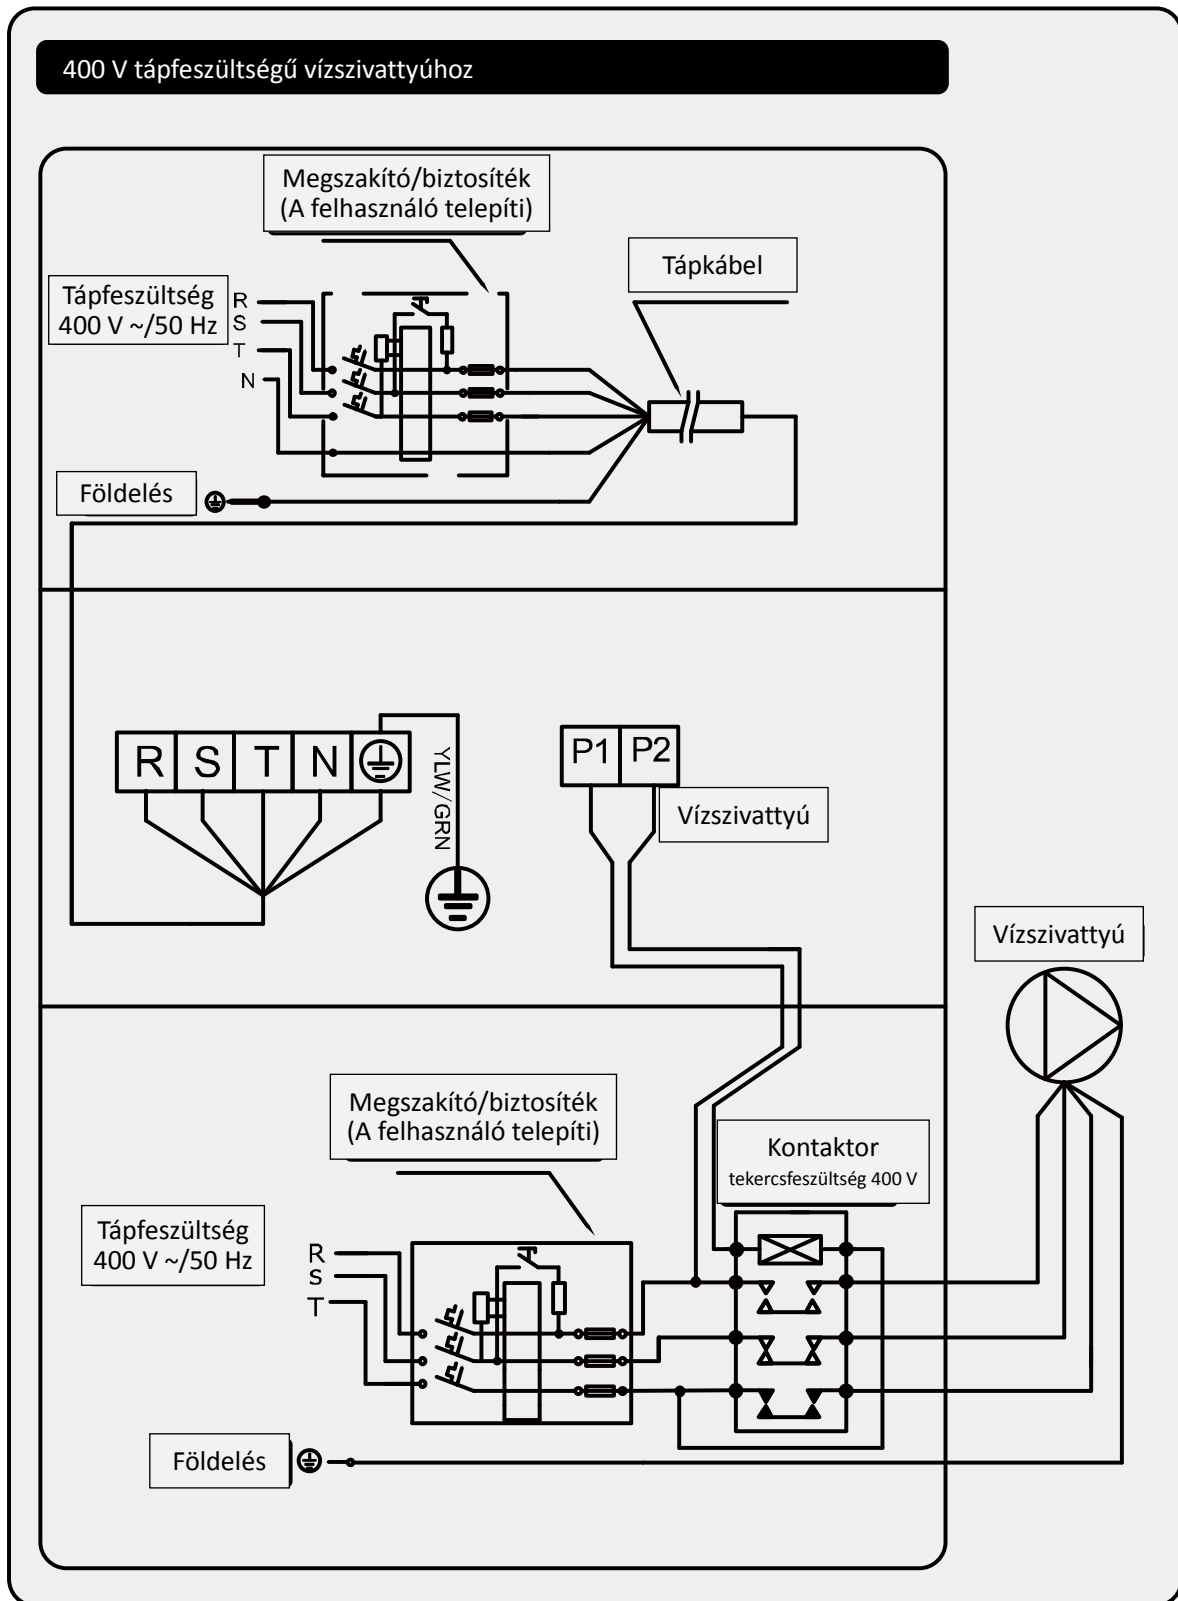 400 V tápfeszültségű vízszivattyúhoz
Megszakító/biztosíték
(A felhasználó telepíti)
Tápkábel
Tápfeszültség
400 V ~/50 Hz
R
S
T
N
Földelés
R S T N
YLW/GRN
P1 P2
Vízszivattyú
Vízszivattyú
Megszakító/biztosíték
(A felhasználó telepíti)
Kontaktor
tekercsfeszültség 400 V
Tápfeszültség
400 V ~/50 Hz
R
S
T
Földelés